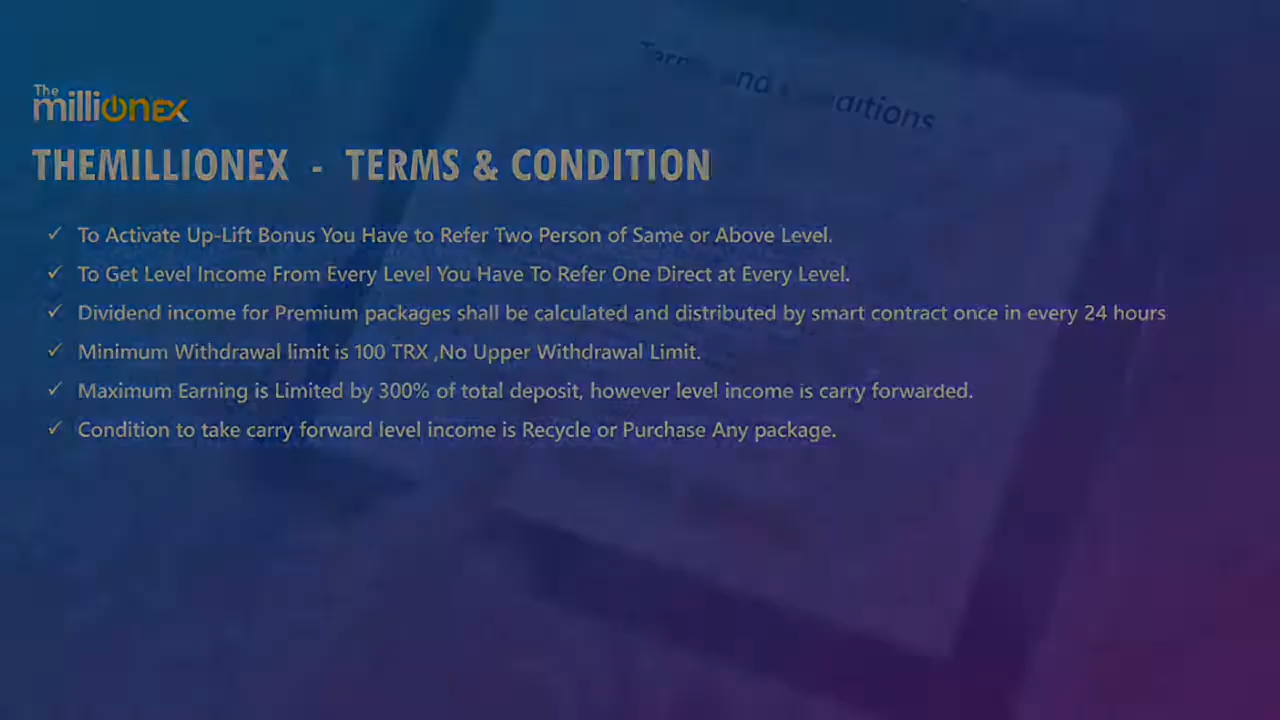 Terms and Conditions
The
millionex
THEMILLIONEX - TERMS & CONDITION
✓ To Activate Up-Lift Bonus You Have to Refer Two Person of Same or Above Level.
✓ To Get Level Income From Every Level You Have To Refer One Direct at Every Level.
✓ Dividend income for Premium packages shall be calculated and distributed by smart contract once in every 24 hours
✓ Minimum Withdrawal limit is 100 TRX ,No Upper Withdrawal Limit.
✓ Maximum Earning is Limited by 300% of total deposit, however level income is carry forwarded.
✓ Condition to take carry forward level income is Recycle or Purchase Any package.